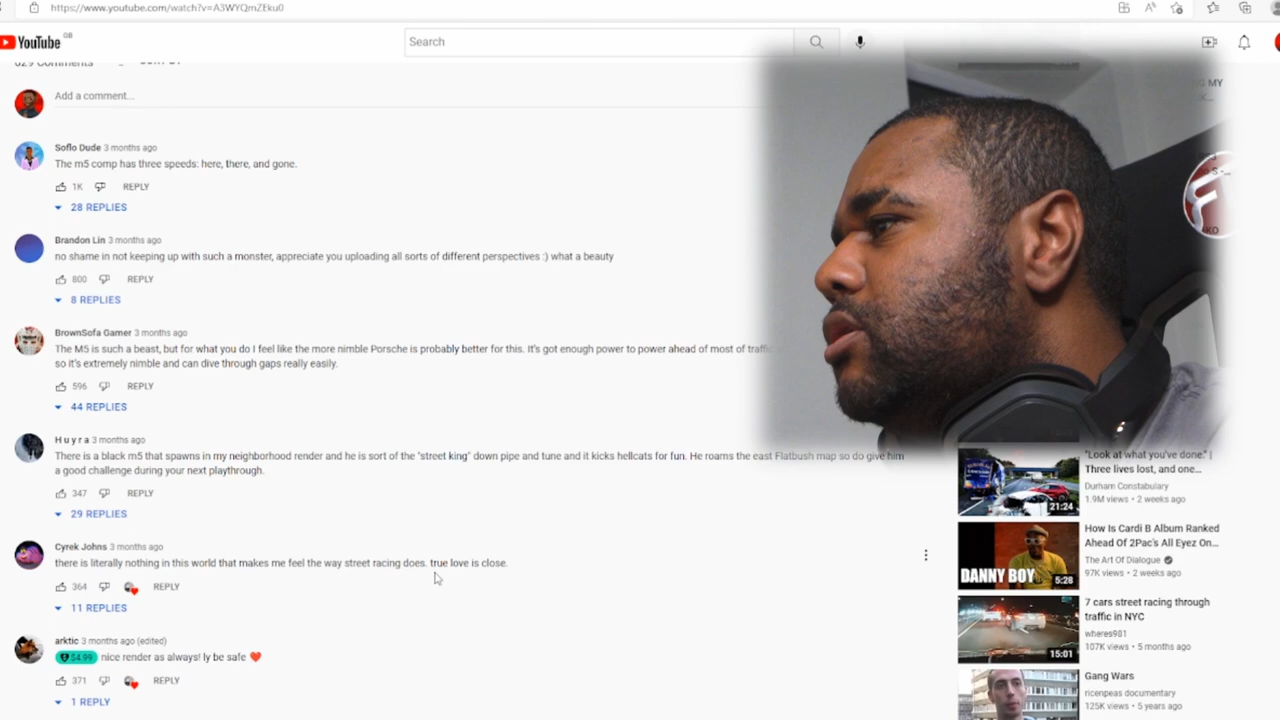 https://www.youtube.com/watch?v=A3WYQmZEku0
YouTube GB
Search
629 Comments SORT BY
Add a comment...
Soflo Dude 3 months ago
The m5 comp has three speeds: here, there, and gone.
1K REPLY
28 REPLIES
Brandon Lin 3 months ago
no shame in not keeping up with such a monster, appreciate you uploading all sorts of different perspectives :) what a beauty
800 REPLY
8 REPLIES
BrownSofa Gamer 3 months ago
The M5 is such a beast, but for what you do I feel like the more nimble Porsche is probably better for this. It's got enough power to power ahead of most of traffic
so it's extremely nimble and can dive through gaps really easily.
596 REPLY
44 REPLIES
H u y r a 3 months ago
There is a black m5 that spawns in my neighborhood render and he is sort of the "street king" down pipe and tune and it kicks hellcats for fun. He roams the east Flatbush map so do give him
a good challenge during your next playthrough.
347 REPLY
29 REPLIES
Cyrek Johns 3 months ago
there is literally nothing in this world that makes me feel the way street racing does. true love is close.
364 REPLY
11 REPLIES
arktic 3 months ago (edited)
$4.99 nice render as always! ly be safe ❤️
371 REPLY
1 REPLY
MY
"Look at what you've done." |
Three lives lost, and one...
Durham Constabulary
1.9M views • 2 weeks ago
21:24
How Is Cardi B Album Ranked
Ahead Of 2Pac's All Eyez On...
The Art Of Dialogue
97K views • 2 weeks ago
DANNY BOY 5:28
7 cars street racing through
traffic in NYC
wheres981
107K views • 5 months ago
15:01
Gang Wars
ricenpeas documentary
125K views • 5 years ago